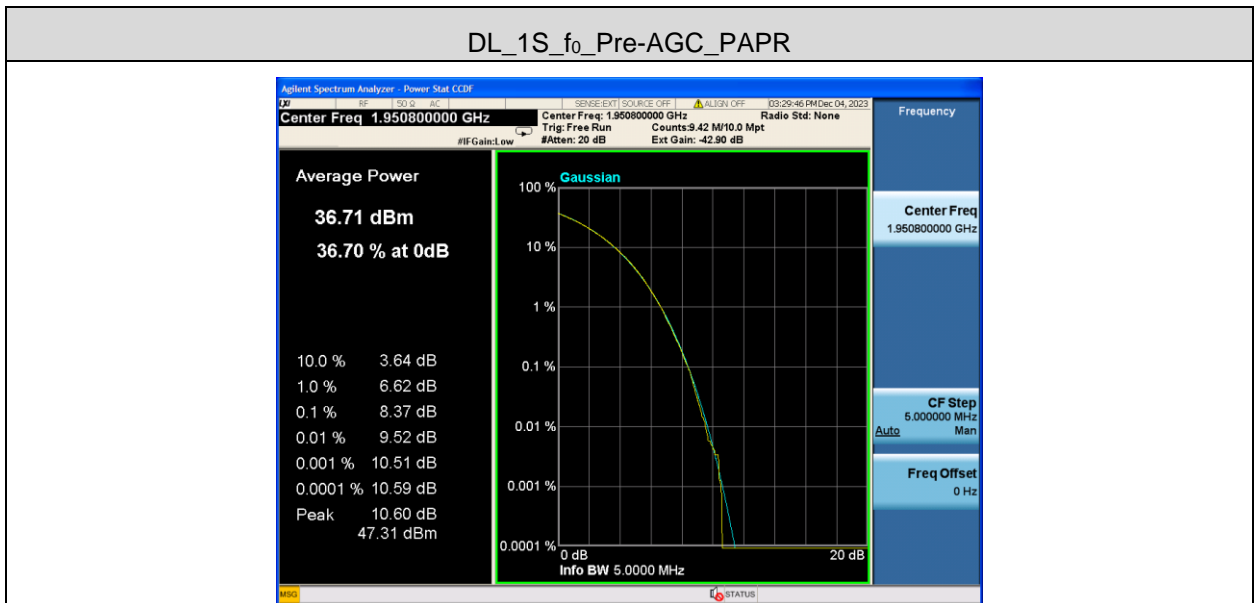 DL_1S_f0_Pre-AGC_PAPR
Agilent Spectrum Analyzer - Power Stat CCDF
LXI RF 50 Ω AC SENSE:EXT SOURCE OFF ALIGN OFF 03:29:46 PM Dec 04, 2023
Center Freq 1.950800000 GHz
#IFGain:Low
Center Freq: 1.950800000 GHz Radio Std: None
Trig: Free Run Counts:9.42 M/10.0 Mpt
#Atten: 20 dB Ext Gain: -42.90 dB
Average Power
36.71 dBm
36.70 % at 0dB
10.0 % 3.64 dB
1.0 % 6.62 dB
0.1 % 8.37 dB
0.01 % 9.52 dB
0.001 % 10.51 dB
0.0001 % 10.59 dB
Peak 10.60 dB
47.31 dBm
Gaussian
100 %
10 %
1 %
0.1 %
0.01 %
0.001 %
0.0001 %
0 dB 20 dB
Info BW 5.0000 MHz
Frequency
Center Freq
1.950800000 GHz
CF Step
5.000000 MHz
Auto Man
Freq Offset
0 Hz
MSG STATUS